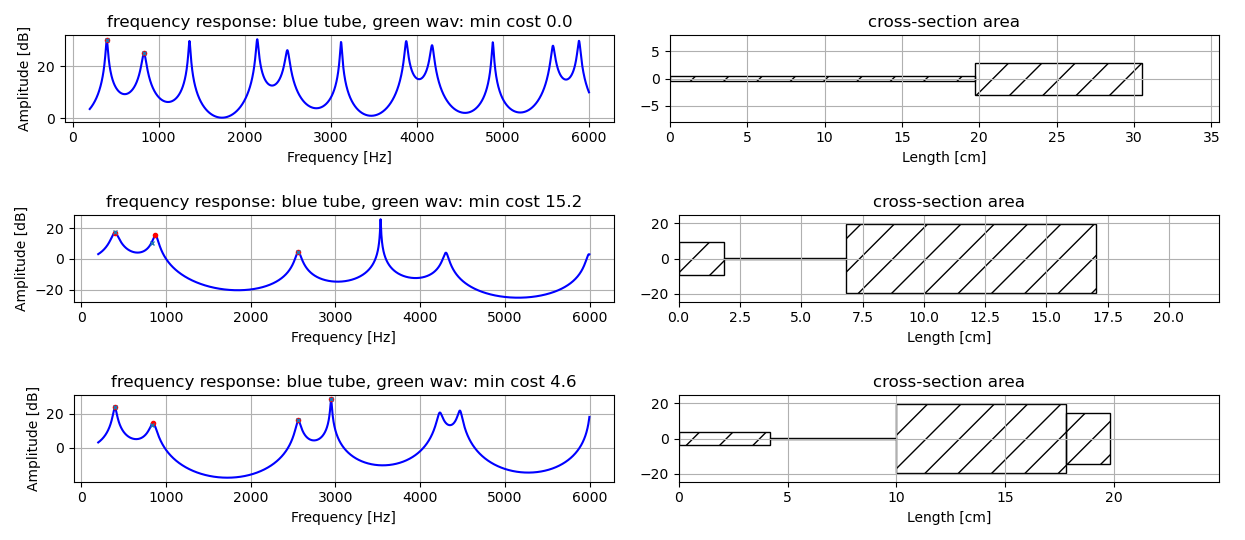 frequency response: blue tube, green wav: min cost 0.0
Amplitude [dB]
20
0
0 1000 2000 3000 4000 5000 6000
Frequency [Hz]
cross-section area
5
0
−5
0 5 10 15 20 25 30 35
Length [cm]
frequency response: blue tube, green wav: min cost 15.2
Amplitude [dB]
20
0
−20
0 1000 2000 3000 4000 5000 6000
Frequency [Hz]
cross-section area
20
0
−20
0.0 2.5 5.0 7.5 10.0 12.5 15.0 17.5 20.0
Length [cm]
frequency response: blue tube, green wav: min cost 4.6
Amplitude [dB]
20
0
0 1000 2000 3000 4000 5000 6000
Frequency [Hz]
cross-section area
20
0
−20
0 5 10 15 20
Length [cm]